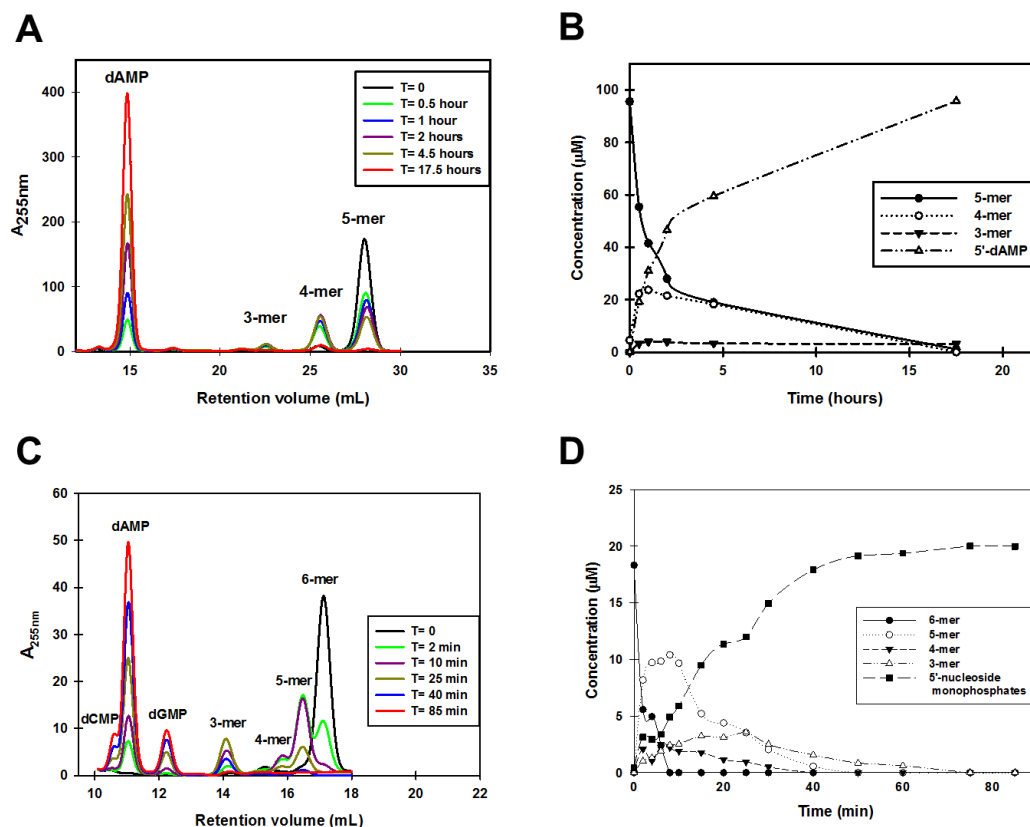 A
dAMP
3-mer
4-mer
5-mer
T= 0
T= 0.5 hour
T= 1 hour
T= 2 hours
T= 4.5 hours
T= 17.5 hours
A255nm
400
300
200
100
0
15
20
25
30
35
Retention volume (mL)
B
Concentration (µM)
100
80
60
40
20
0
5-mer
4-mer
3-mer
5'-dAMP
0
5
10
15
20
Time (hours)
C
dCMP
dAMP
dGMP
3-mer
4-mer
5-mer
6-mer
T= 0
T= 2 min
T= 10 min
T= 25 min
T= 40 min
T= 85 min
A255nm
60
50
40
30
20
10
0
10
12
14
16
18
20
22
Retention volume (mL)
D
Concentration (µM)
25
20
15
10
5
0
6-mer
5-mer
4-mer
3-mer
5'-nucleoside
monophosphates
0
20
40
60
80
Time (min)